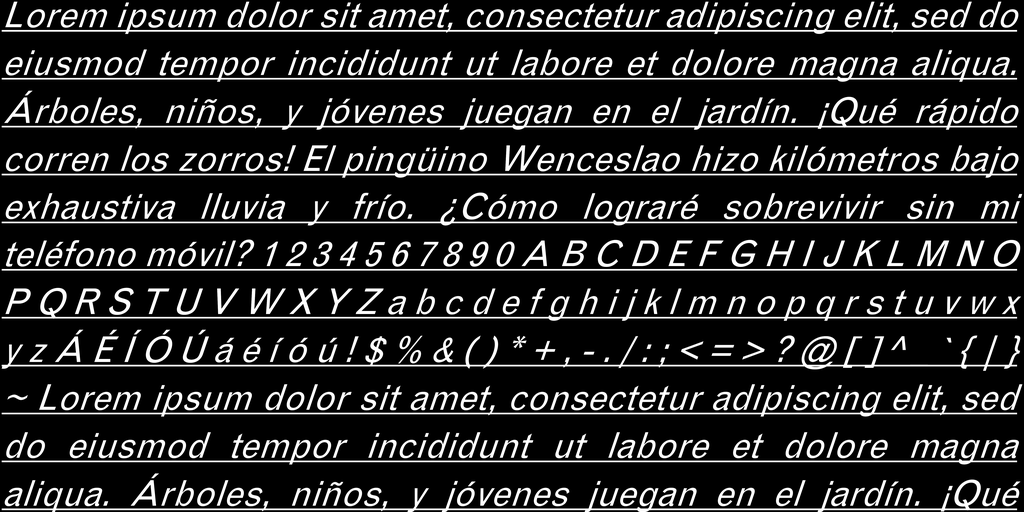 Lorem ipsum dolor sit amet, consectetur adipiscing elit, sed do
eiusmod tempor incididunt ut labore et dolore magna aliqua.
Árboles, niños, y jóvenes juegan en el jardín. ¡Qué rápido
corren los zorros! El pingüino Wenceslao hizo kilómetros bajo
exhaustiva lluvia y frío. ¿Cómo lograré sobrevivir sin mi
teléfono móvil? 1 2 3 4 5 6 7 8 9 0 A B C D E F G H I J K L M N O
P Q R S T U V W X Y Z a b c d e f g h i j k l m n o p q r s t u v w x
y z Á É Í Ó Ú á é í ó ú ! $ % & ( ) * + , - . / : ; < = > ? @ [ ] ^ ` { | }
~ Lorem ipsum dolor sit amet, consectetur adipiscing elit, sed
do eiusmod tempor incididunt ut labore et dolore magna
aliqua. Árboles, niños, y jóvenes juegan en el jardín. ¡Qué